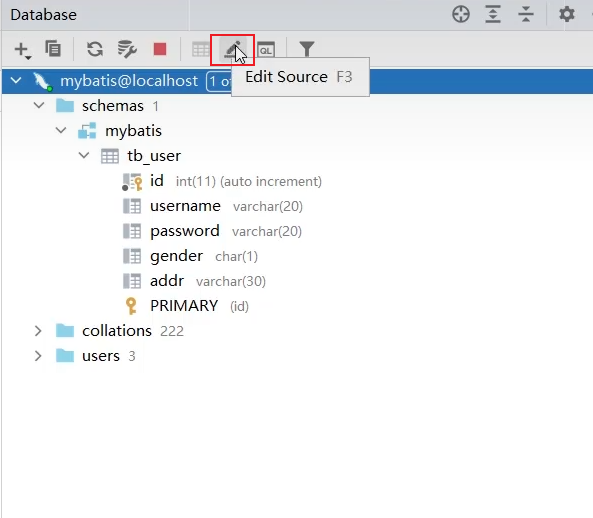 Database
QL
mybatis@localhost 1 of
Edit Source F3
schemas 1
mybatis
tb_user
id int(11) (auto increment)
username varchar(20)
password varchar(20)
gender char(1)
addr varchar(30)
PRIMARY (id)
collations 222
users 3